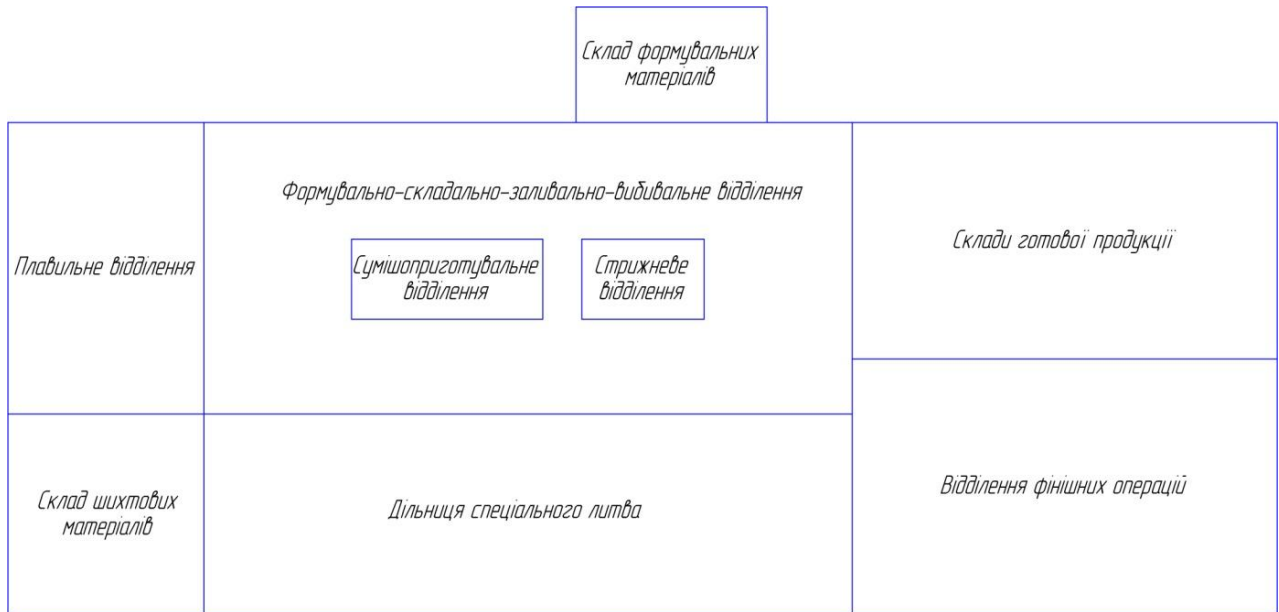 Склад формувальних
матеріалів
Формувально-складально-заливально-вибивальне відділення
Плавильне відділення
Сумішоприготувальне
відділення
Стрижневе
відділення
Склади готової продукції
Склад шихтових
матеріалів
Дільниця спеціального литва
Відділення фінішних операцій